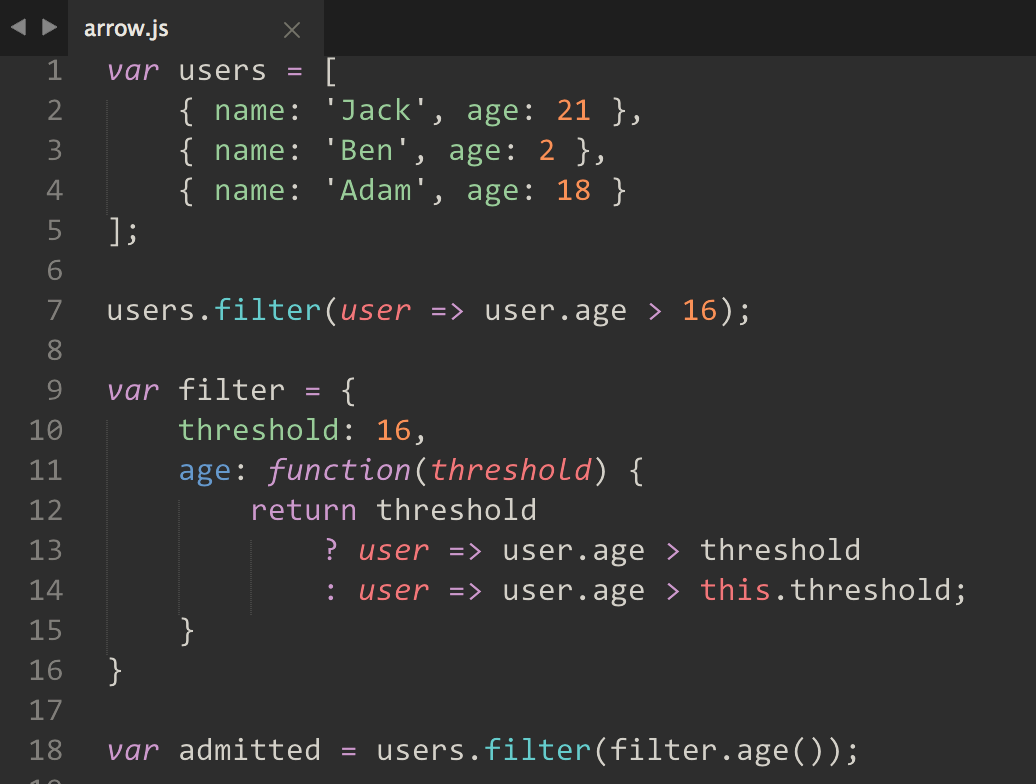 arrow.js
1 var users = [
2     { name: 'Jack', age: 21 },
3     { name: 'Ben', age: 2 },
4     { name: 'Adam', age: 18 }
5 ];
6
7 users.filter(user => user.age > 16);
8
9 var filter = {
10     threshold: 16,
11     age: function(threshold) {
12         return threshold
13             ? user => user.age > threshold
14             : user => user.age > this.threshold;
15     }
16 }
17
18 var admitted = users.filter(filter.age());